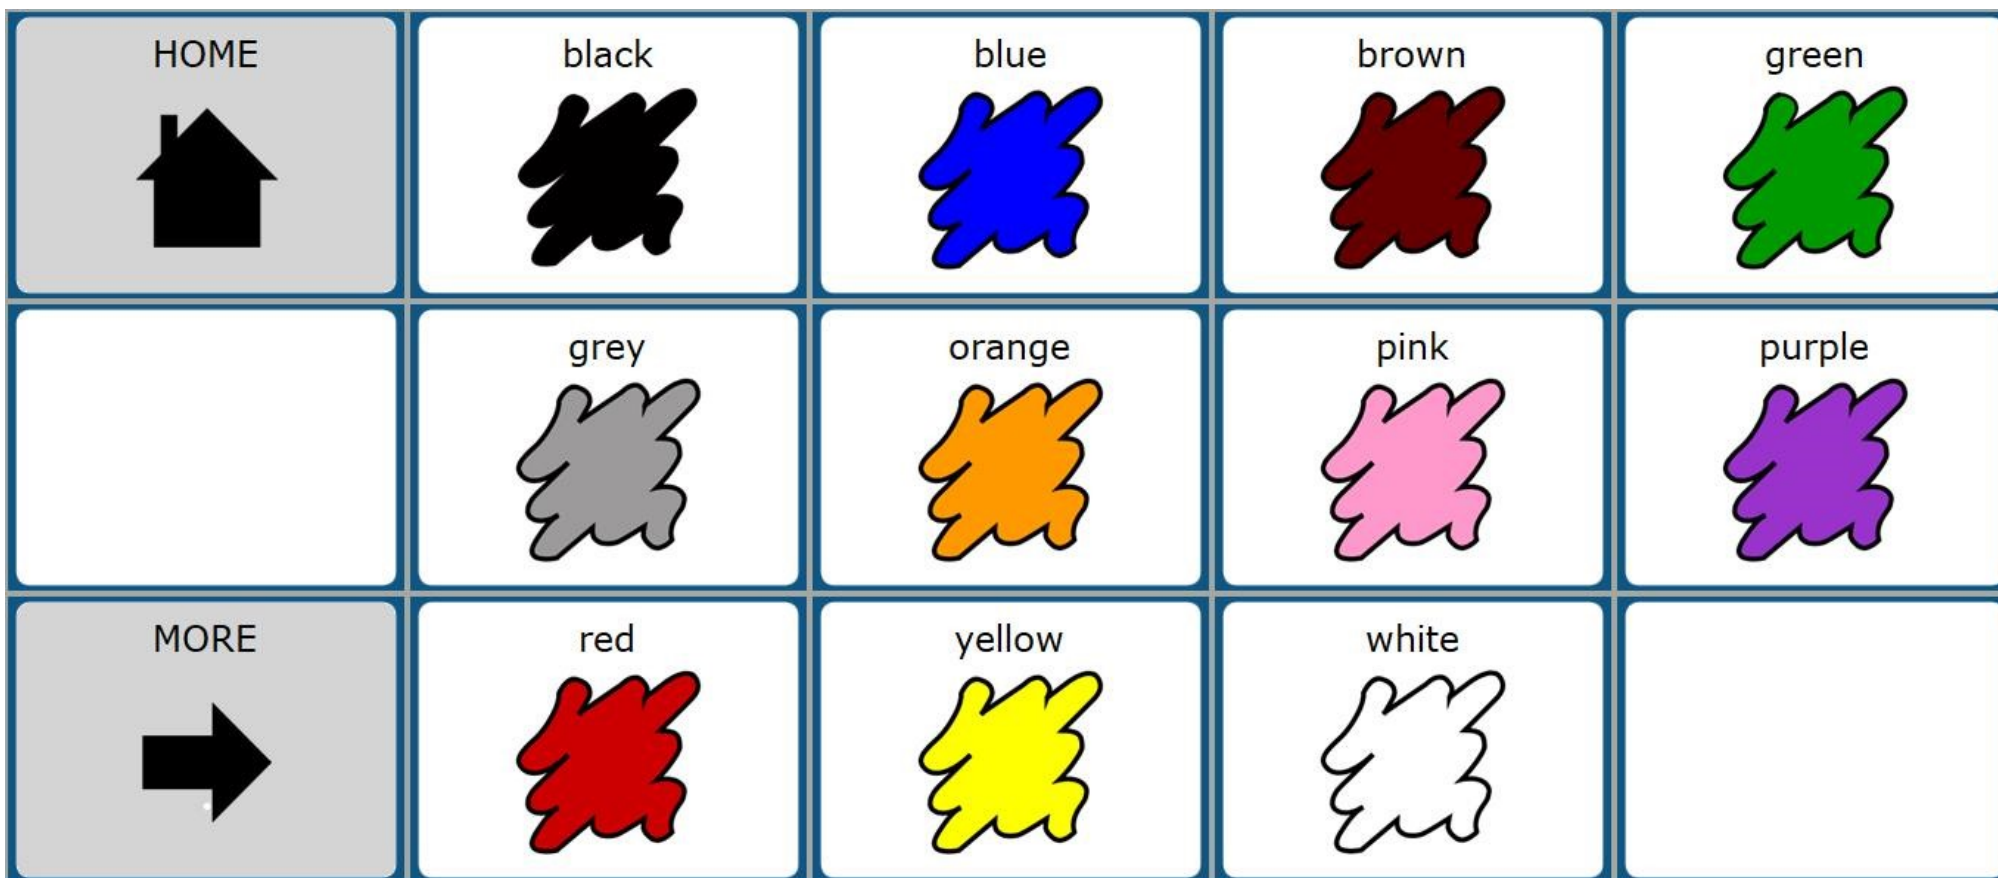 HOME
black
blue
brown
green
grey
orange
pink
purple
MORE
red
yellow
white